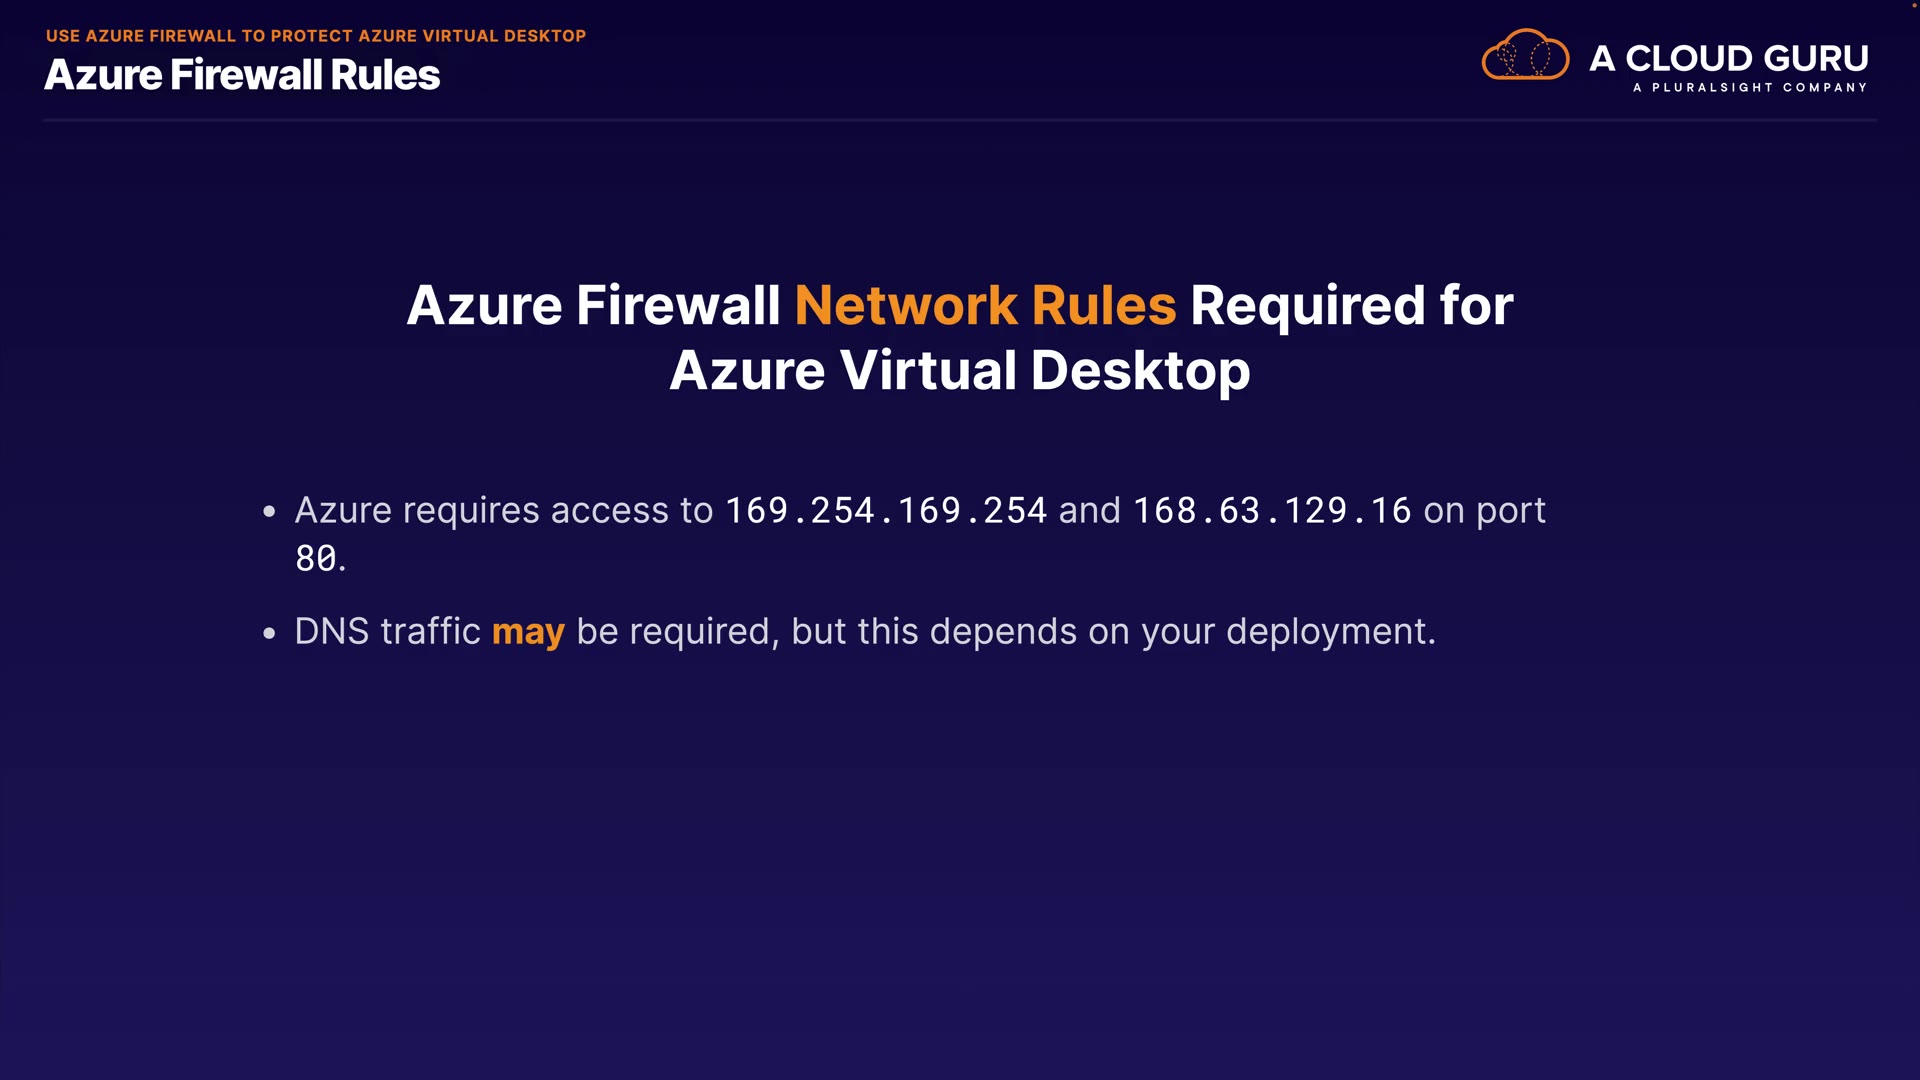 USE AZURE FIREWALL TO PROTECT AZURE VIRTUAL DESKTOP
Azure Firewall Rules
A CLOUD GURU
A PLURALSIGHT COMPANY
Azure Firewall Network Rules Required for
Azure Virtual Desktop
• Azure requires access to 169.254.169.254 and 168.63.129.16 on port
80.
• DNS traffic may be required, but this depends on your deployment.